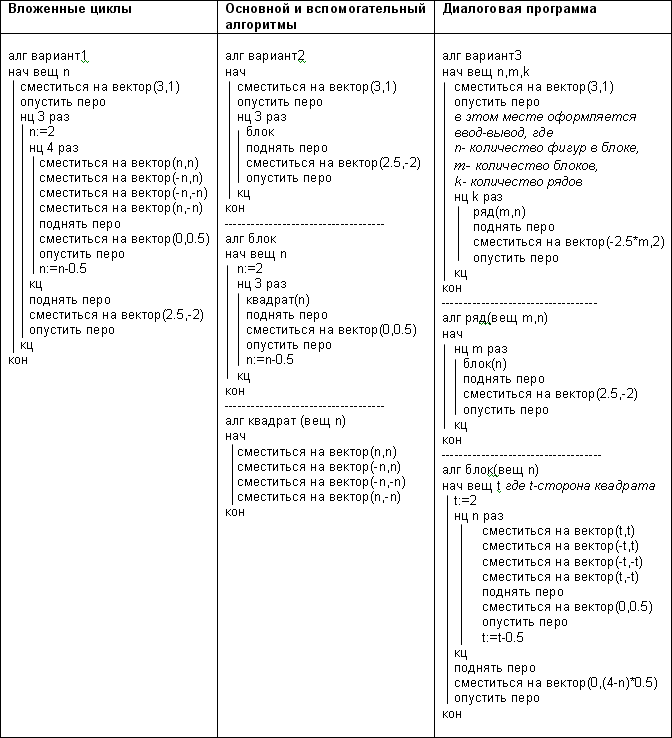 Вложенные циклы
алг вариант1
нач вещ n
сместиться на вектор(3,1)
опустить перо
нц 3 раз
n:=2
нц 4 раз
сместиться на вектор(n,n)
сместиться на вектор(-n,n)
сместиться на вектор(-n,-n)
сместиться на вектор(n,-n)
поднять перо
сместиться на вектор(0,0.5)
опустить перо
n:=n-0.5
кц
поднять перо
сместиться на вектор(2.5,-2)
опустить перо
кц
кон
Основной и вспомогательный
алгоритмы
алг вариант2
нач
сместиться на вектор(3,1)
опустить перо
нц 3 раз
блок
поднять перо
сместиться на вектор(2.5,-2)
опустить перо
кц
кон
-------------------------------------
алг блок
нач вещ n
n:=2
нц 3 раз
квадрат(n)
поднять перо
сместиться на вектор(0,0.5)
опустить перо
n:=n-0.5
кц
кон
-------------------------------------
алг квадрат (вещ n)
нач
сместиться на вектор(n,n)
сместиться на вектор(-n,n)
сместиться на вектор(-n,-n)
сместиться на вектор(n,-n)
кон
Диалоговая программа
алг вариант3
нач вещ n,m,k
сместиться на вектор(3,1)
опустить перо
в этом месте оформляется
ввод-вывод, где
n- количество фигур в блоке,
m- количество блоков,
k- количество рядов
нц k раз
ряд(m,n)
поднять перо
сместиться на вектор(-2.5*m,2)
опустить перо
кц
кон
------------------------------------
алг ряд(вещ m,n)
нач
нц m раз
блок(n)
поднять перо
сместиться на вектор(2.5,-2)
опустить перо
кц
кон
-------------------------------------
алг блок(вещ n)
нач вещ t где t-сторона квадрата
t:=2
нц n раз
сместиться на вектор(t,t)
сместиться на вектор(-t,t)
сместиться на вектор(-t,-t)
сместиться на вектор(t,-t)
поднять перо
сместиться на вектор(0,0.5)
опустить перо
t:=t-0.5
кц
поднять перо
сместиться на вектор(0,(4-n)*0.5)
опустить перо
кон